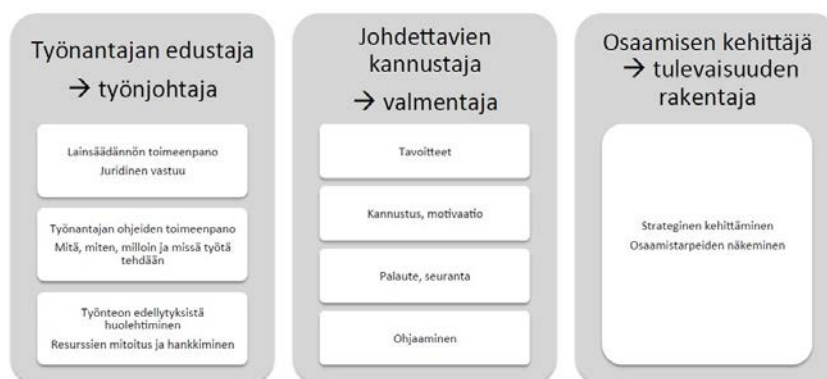 Työnantajan edustaja
→ työnjohtaja
Lainsäädännön toimeenpano
Juridinen vastuu
Työnantajan ohjeiden toimeenpano
Mitä, miten, milloin ja missä työtä
tehdään
Työnteon edellytyksistä
huolehtiminen
Resurssien mitoitus ja hankkiminen
Johdettavien
kannustaja
→ valmentaja
Tavoitteet
Kannustus, motivaatio
Palaute, seuranta
Ohjaaminen
Osaamisen kehittäjä
→ tulevaisuuden
rakentaja
Strateginen kehittäminen
Osaamistarpeiden näkeminen